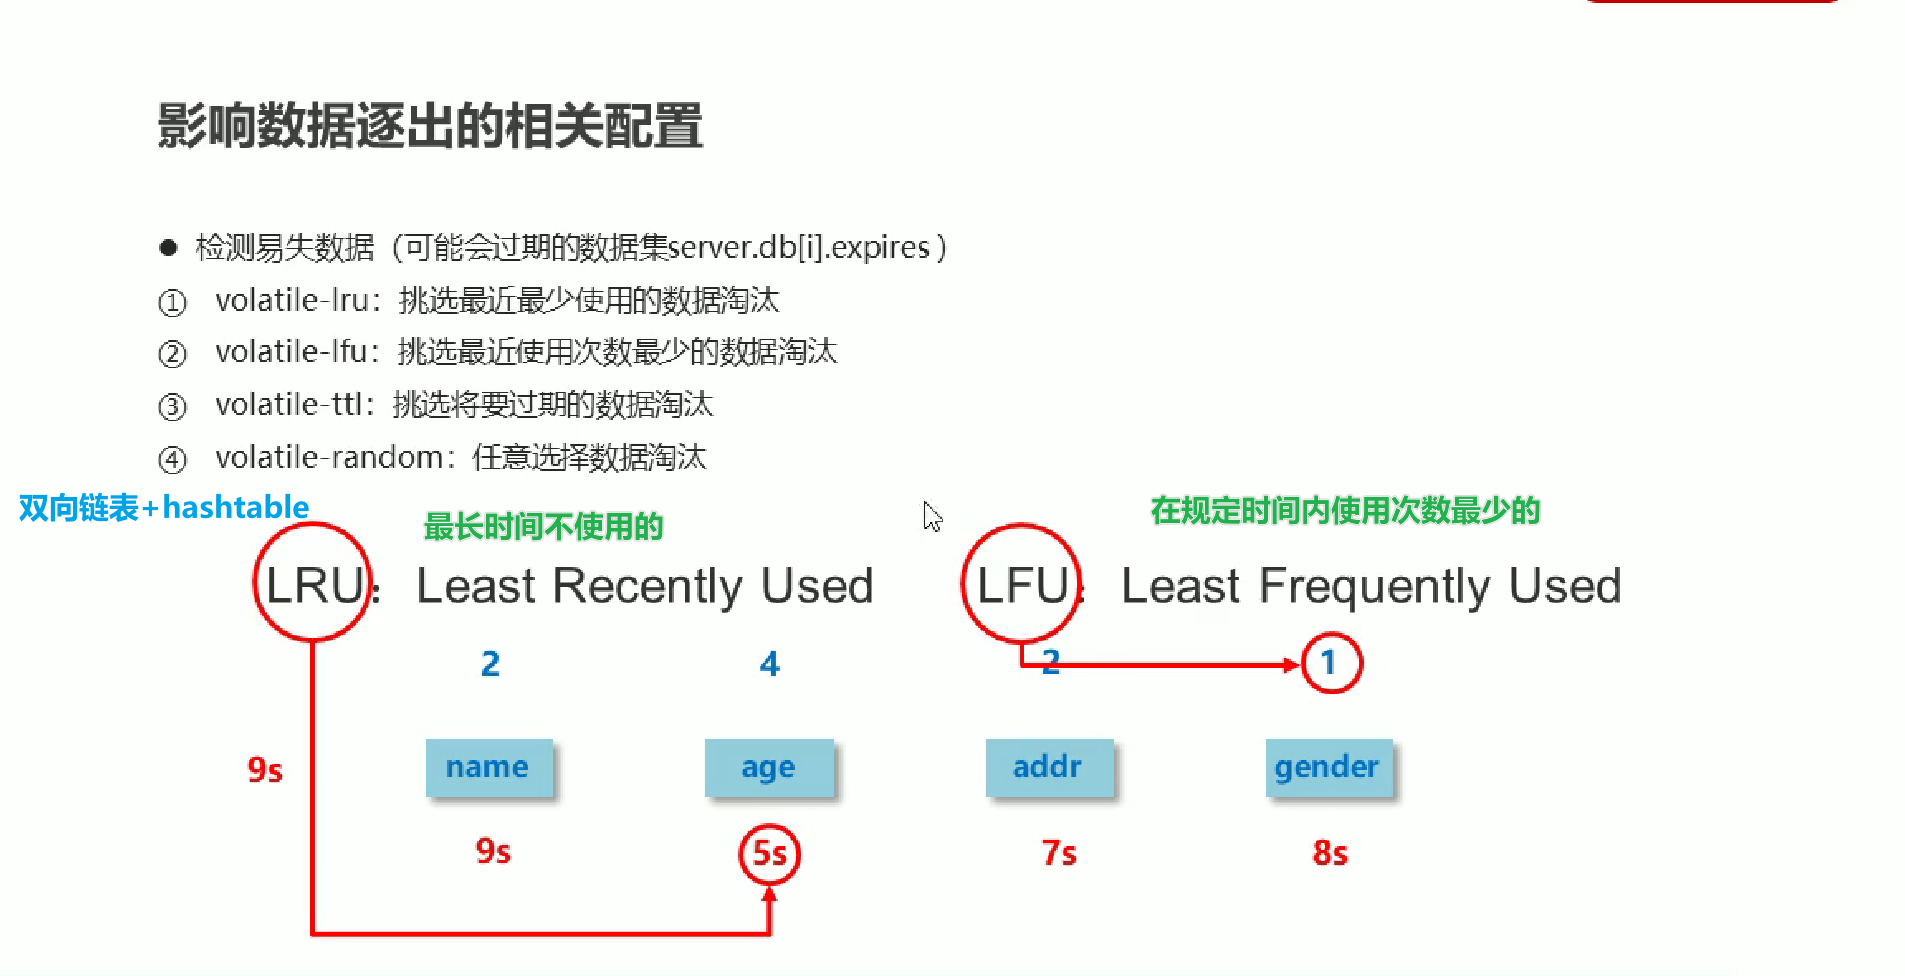 影响数据逐出的相关配置
● 检测易失数据（可能会过期的数据集server.db[i].expires）
① volatile-lru：挑选最近最少使用的数据淘汰
② volatile-lfu：挑选最近使用次数最少的数据淘汰
③ volatile-ttl：挑选将要过期的数据淘汰
④ volatile-random：任意选择数据淘汰
双向链表+hashtable
最长时间不使用的
在规定时间内使用次数最少的
LRU：Least Recently Used
LFU：Least Frequently Used
2 4 2 1
9s
name age addr gender
9s 5s 7s 8s